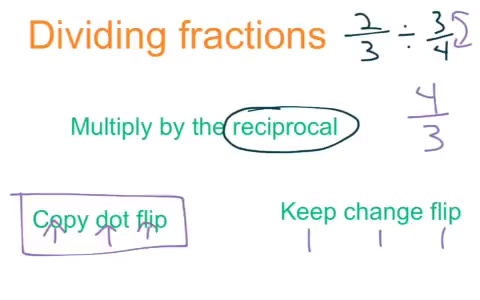 Dividing fractions 2/3 ÷ 3/4
Multiply by the reciprocal 4/3
Copy dot flip
Keep change flip